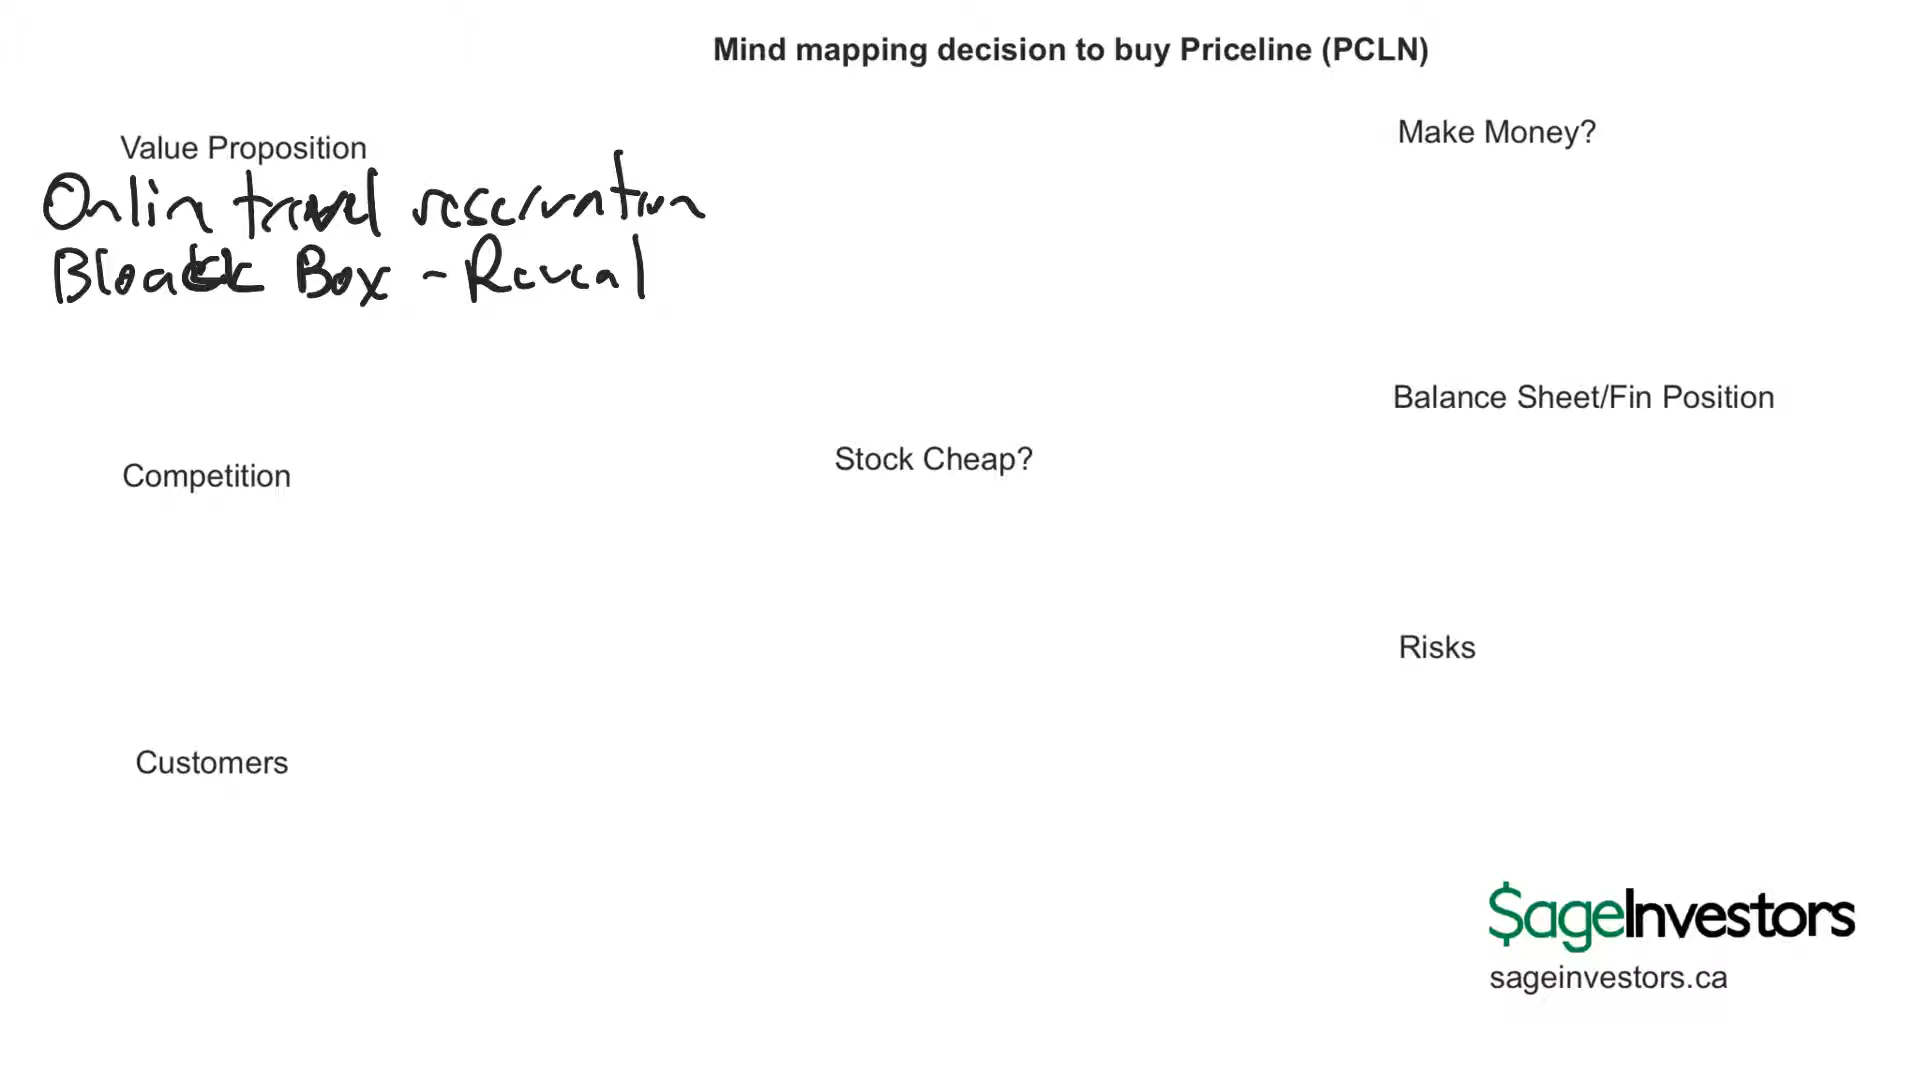 Mind mapping decision to buy Priceline (PCLN)
Value Proposition
Onlin travel reservation
Black Box - Reveal
Make Money?
Balance Sheet/Fin Position
Stock Cheap?
Competition
Risks
Customers
$ageInvestors
sageinvestors.ca